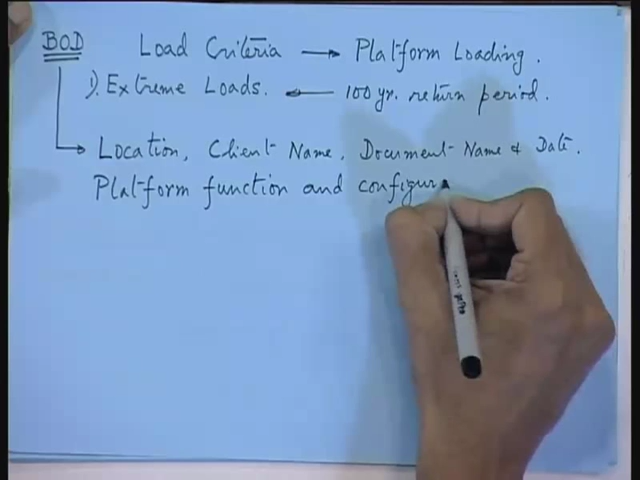 BOD Load Criteria → Platform Loading.
1). Extreme Loads. ← 100 yr. return period.
Location, Client Name, Document Name & Date.
Platform function and configur